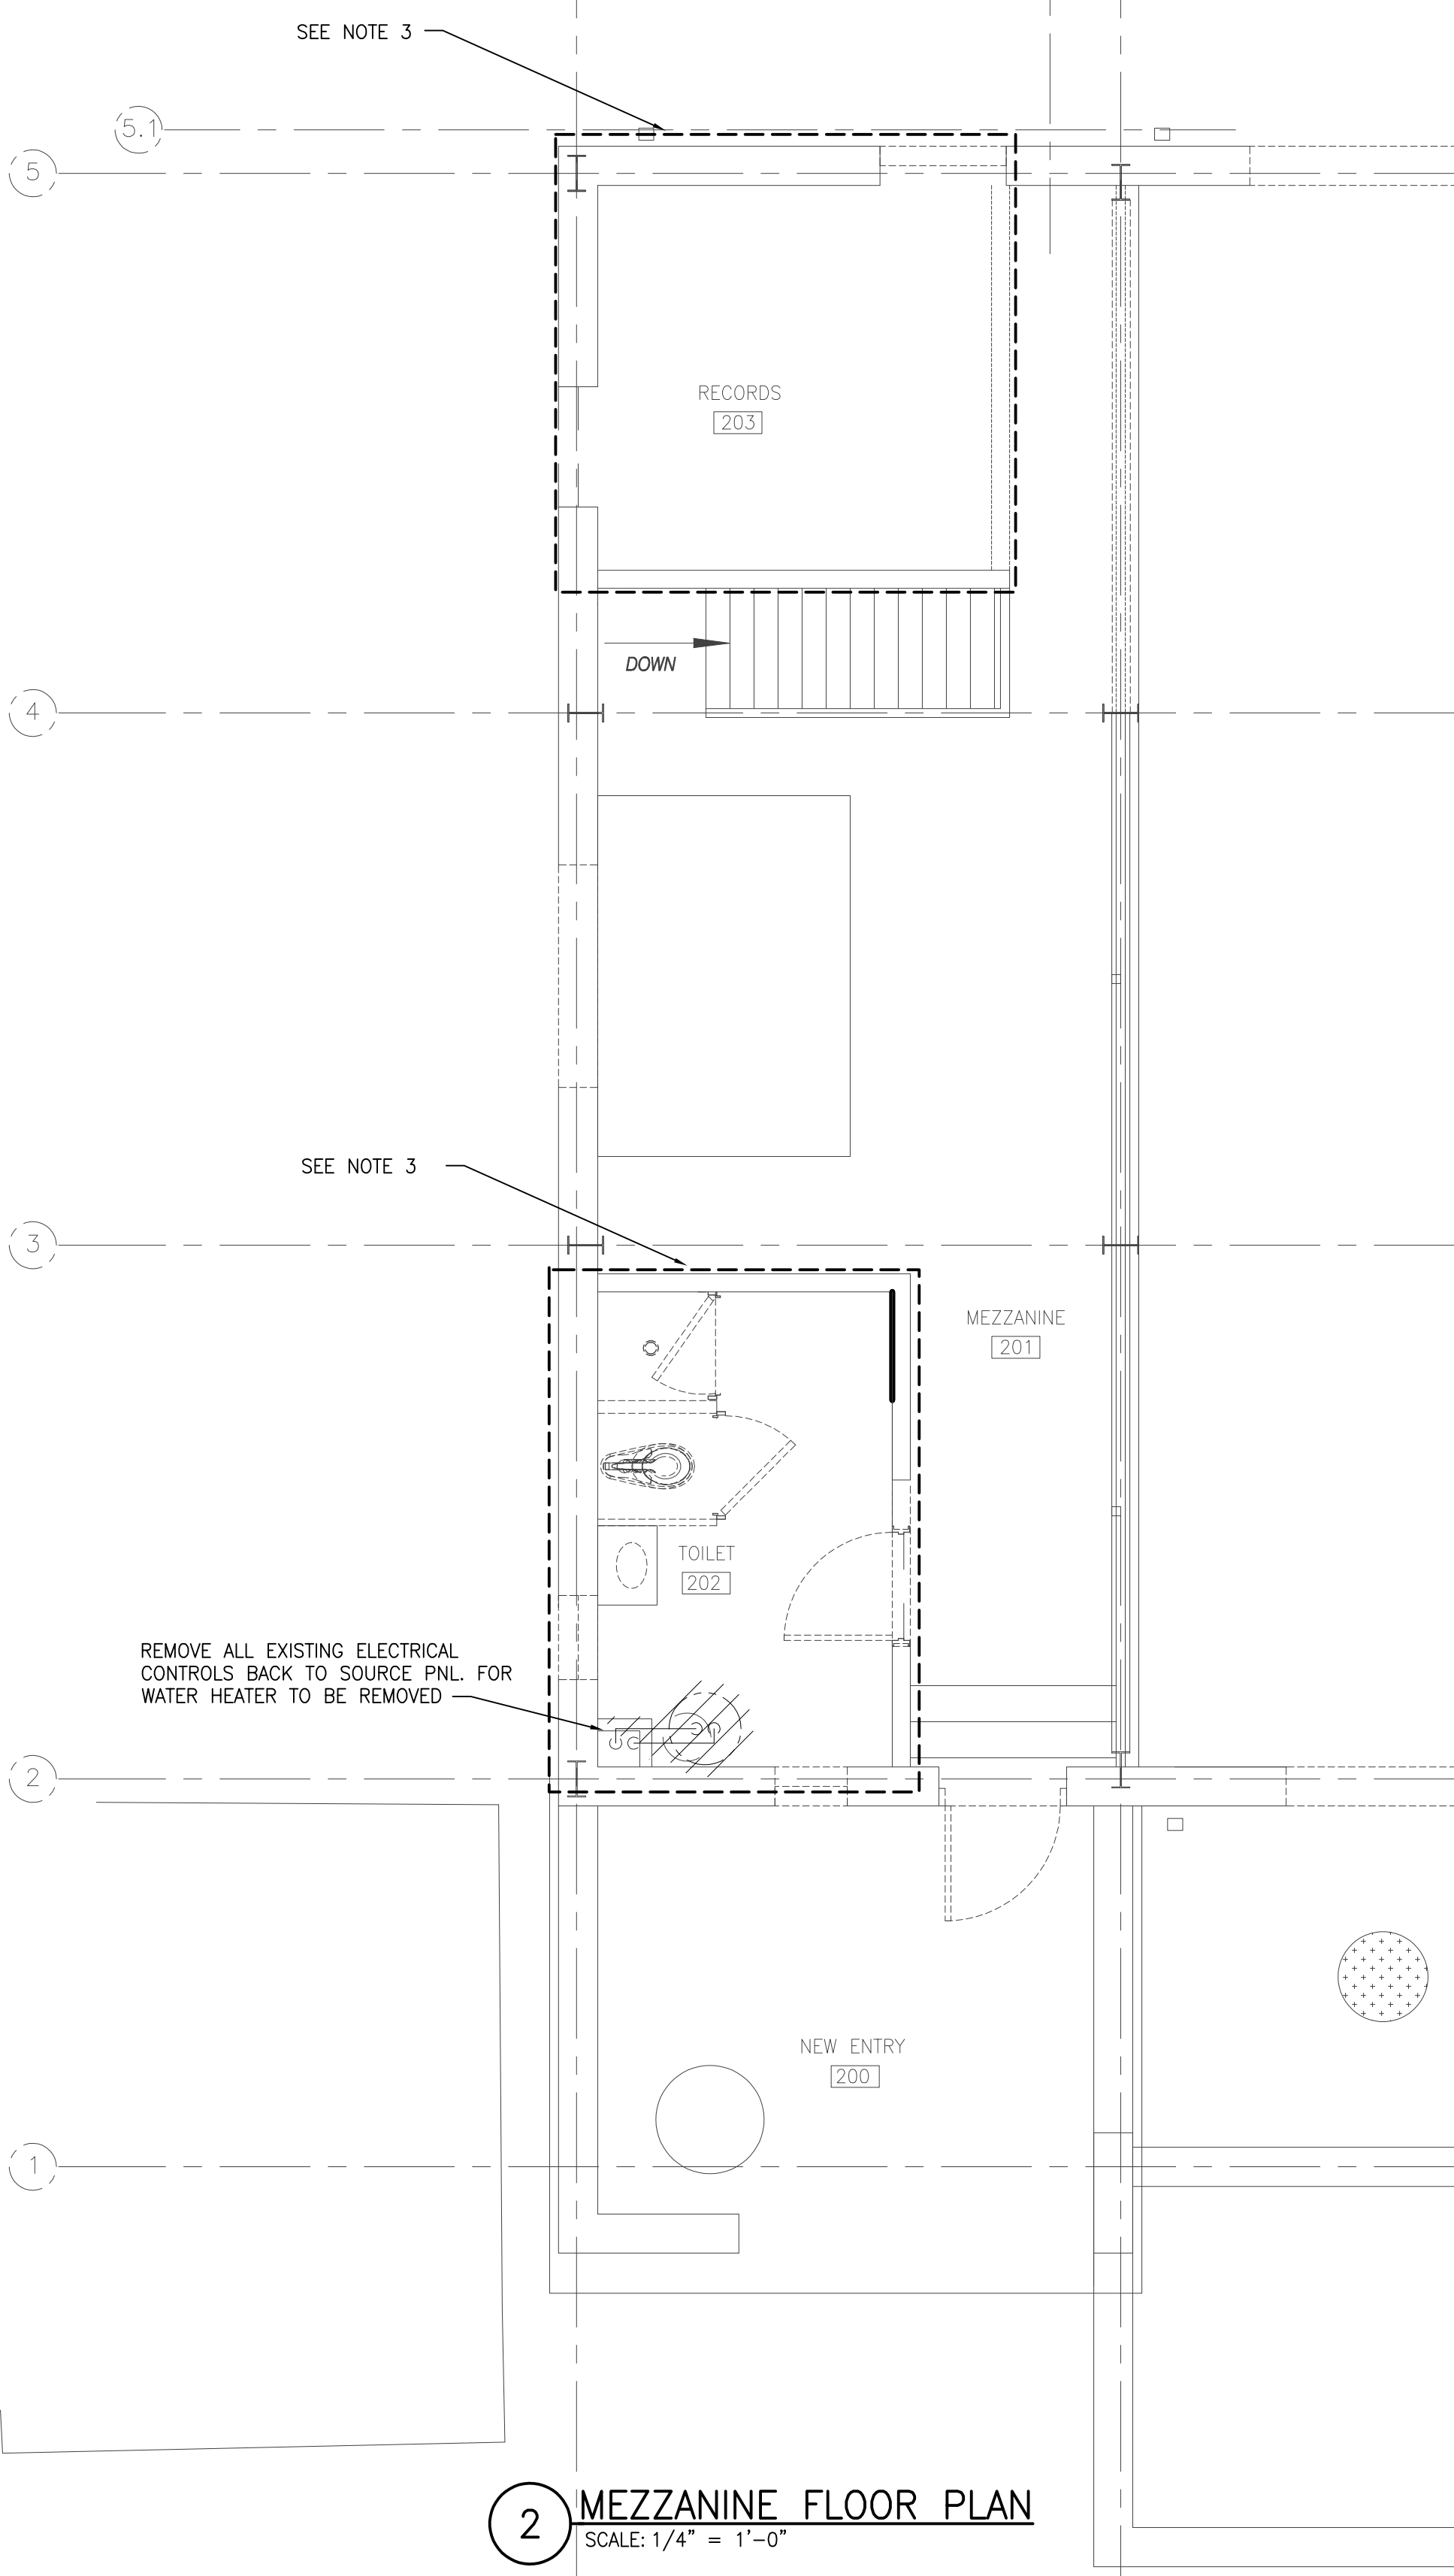 SEE NOTE 3
5.1
5
RECORDS
203
DOWN
4
SEE NOTE 3
3
MEZZANINE
201
TOILET
202
REMOVE ALL EXISTING ELECTRICAL
CONTROLS BACK TO SOURCE PNL. FOR
WATER HEATER TO BE REMOVED
2
NEW ENTRY
200
1
2
MEZZANINE FLOOR PLAN
SCALE: 1/4" = 1'-0"